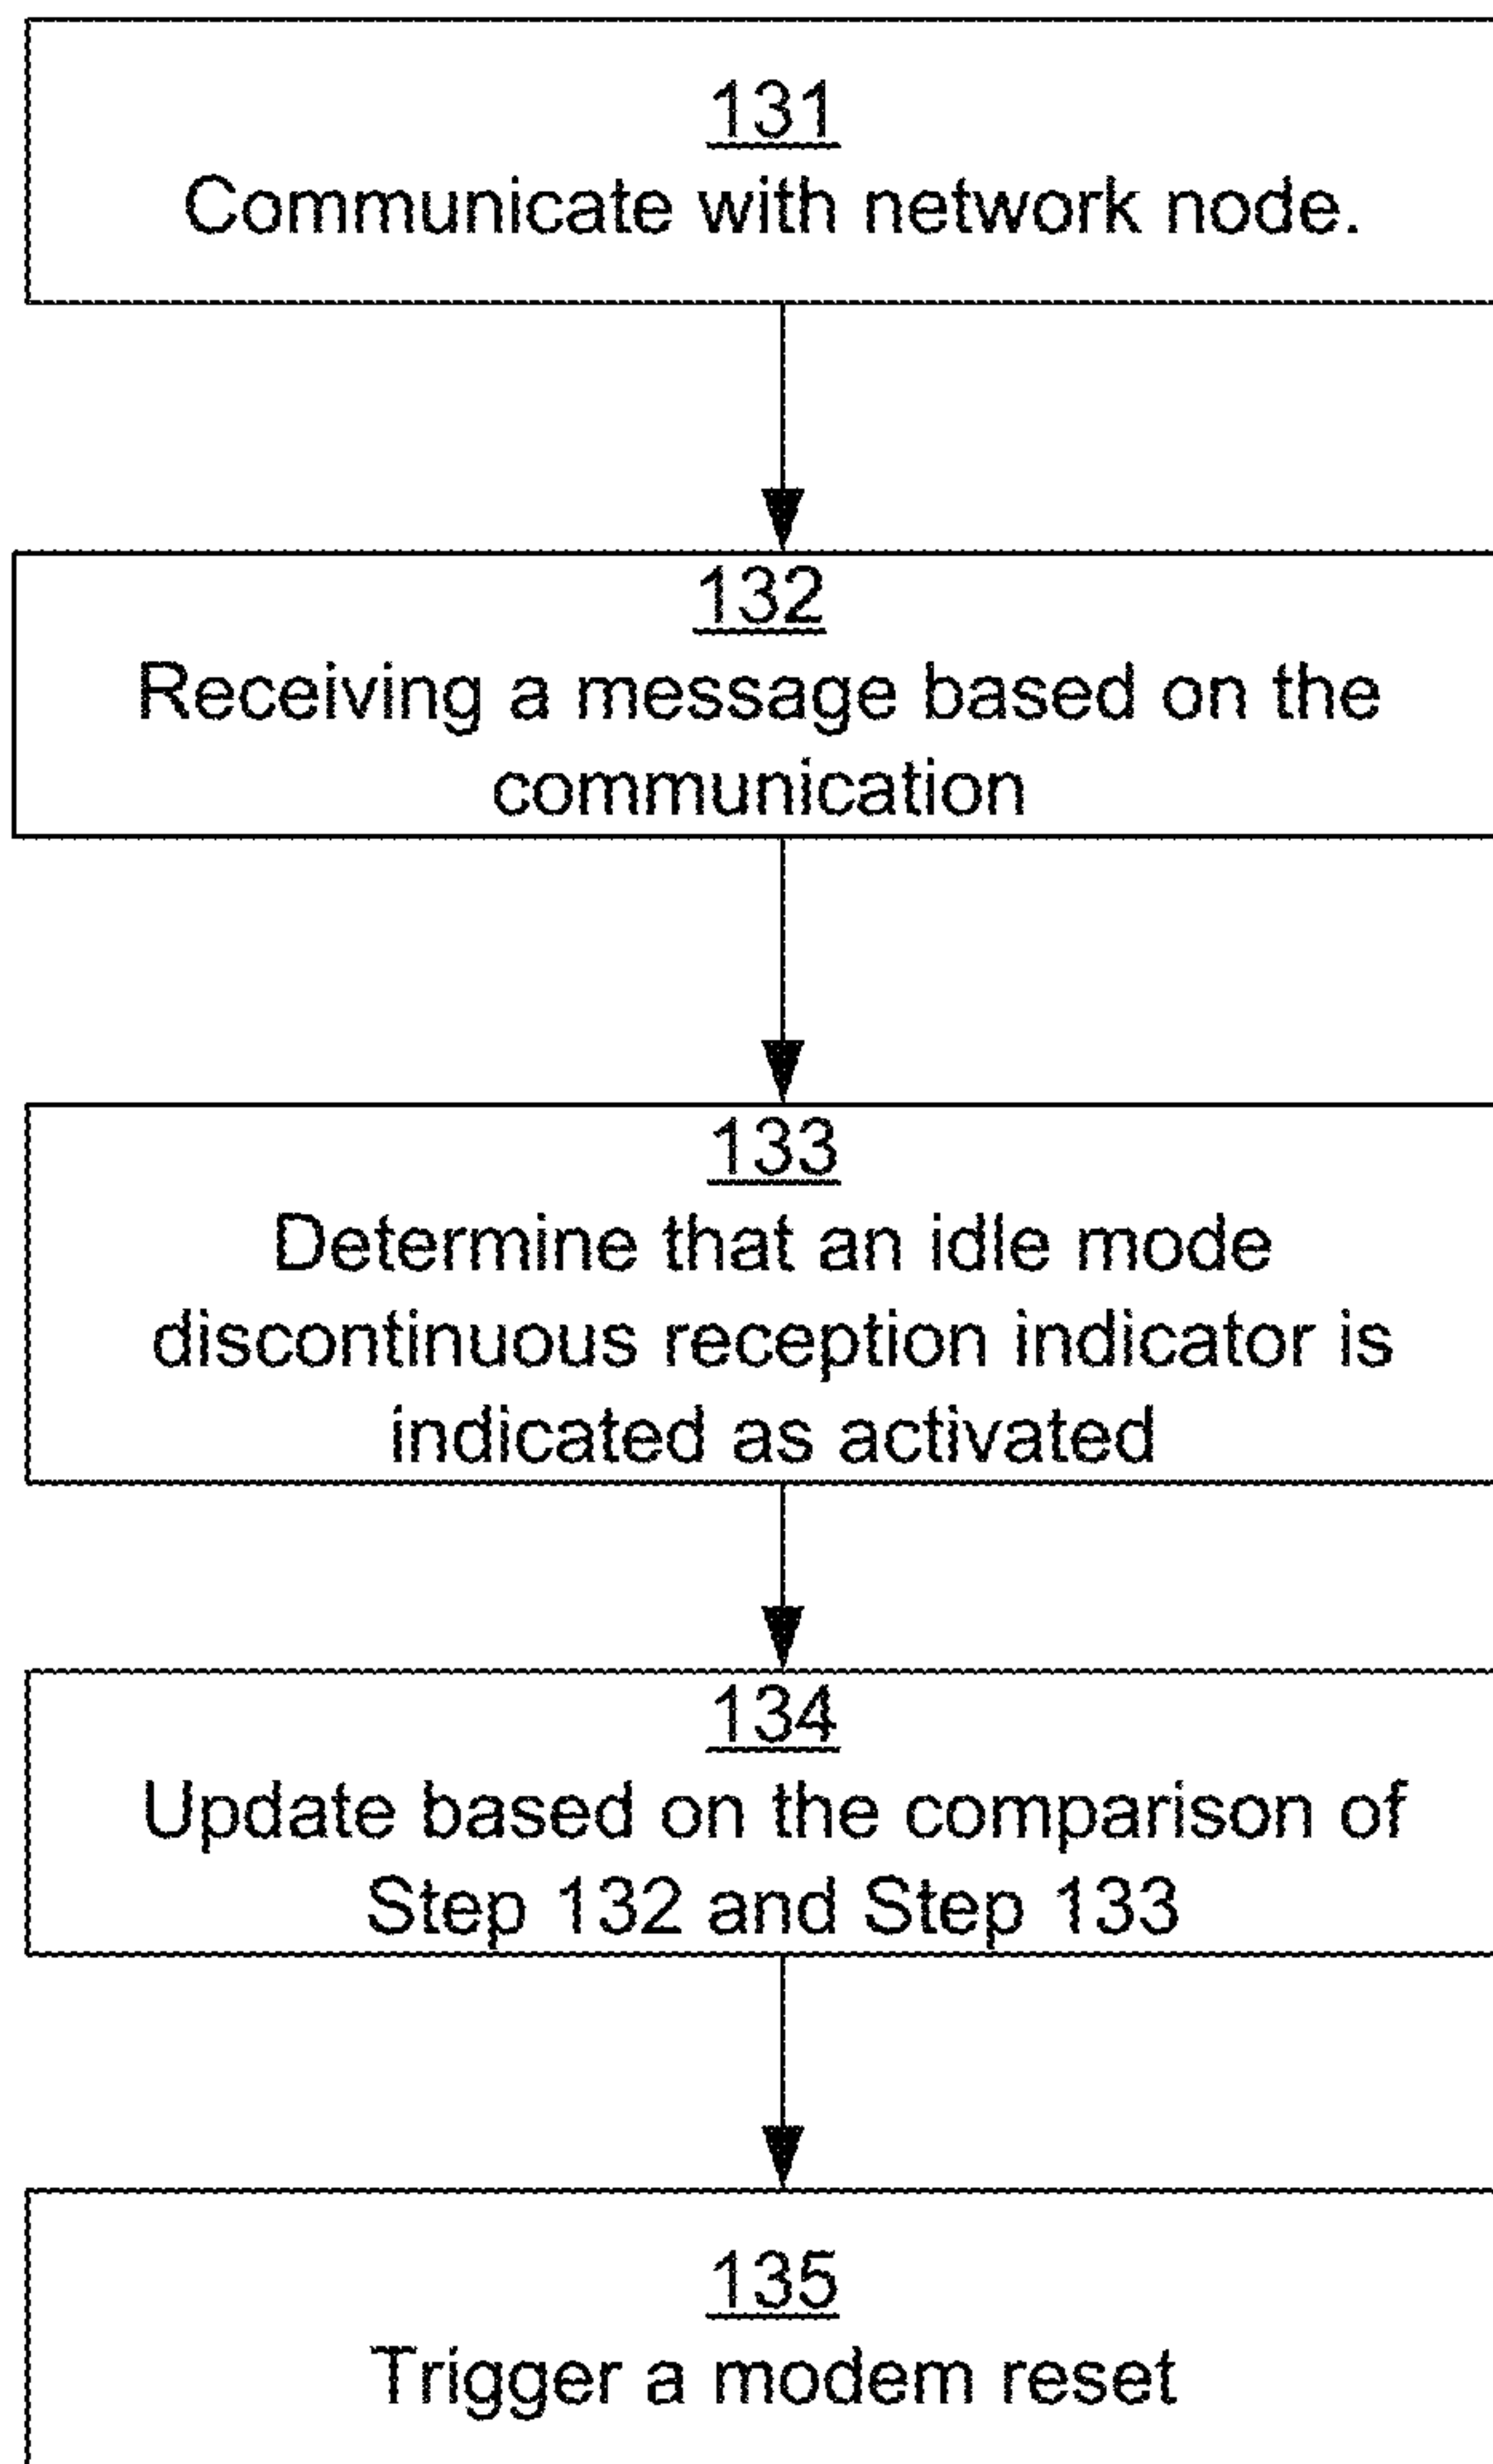 131
Communicate with network node.
132
Receiving a message based on the
communication
133
Determine that an idle mode
discontinuous reception indicator is
indicated as activated
134
Update based on the comparison of
Step 132 and Step 133
135
Trigger a modem reset